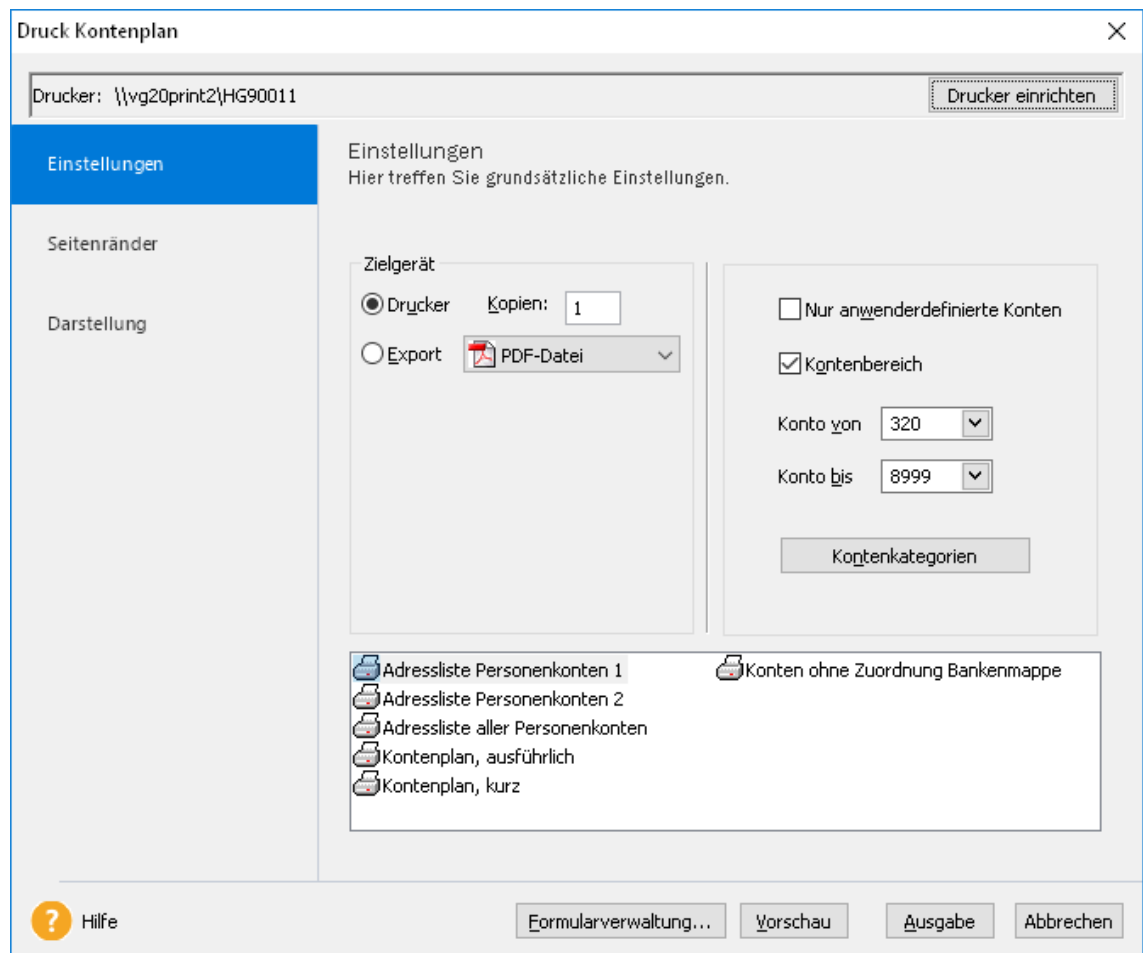 Druck Kontenplan
Drucker: \\vg20print2\HG90011
Drucker einrichten
Einstellungen
Seitenränder
Darstellung
Einstellungen
Hier treffen Sie grundsätzliche Einstellungen.
Zielgerät
Drucker Kopien: 1
Export PDF-Datei
Nur anwenderdefinierte Konten
Kontenbereich
Konto von 320
Konto bis 8999
Kontenkategorien
Adressliste Personenkonten 1
Adressliste Personenkonten 2
Adressliste aller Personenkonten
Kontenplan, ausführlich
Kontenplan, kurz
Konten ohne Zuordnung Bankenmappe
? Hilfe
Formularverwaltung...
Vorschau
Ausgabe
Abbrechen